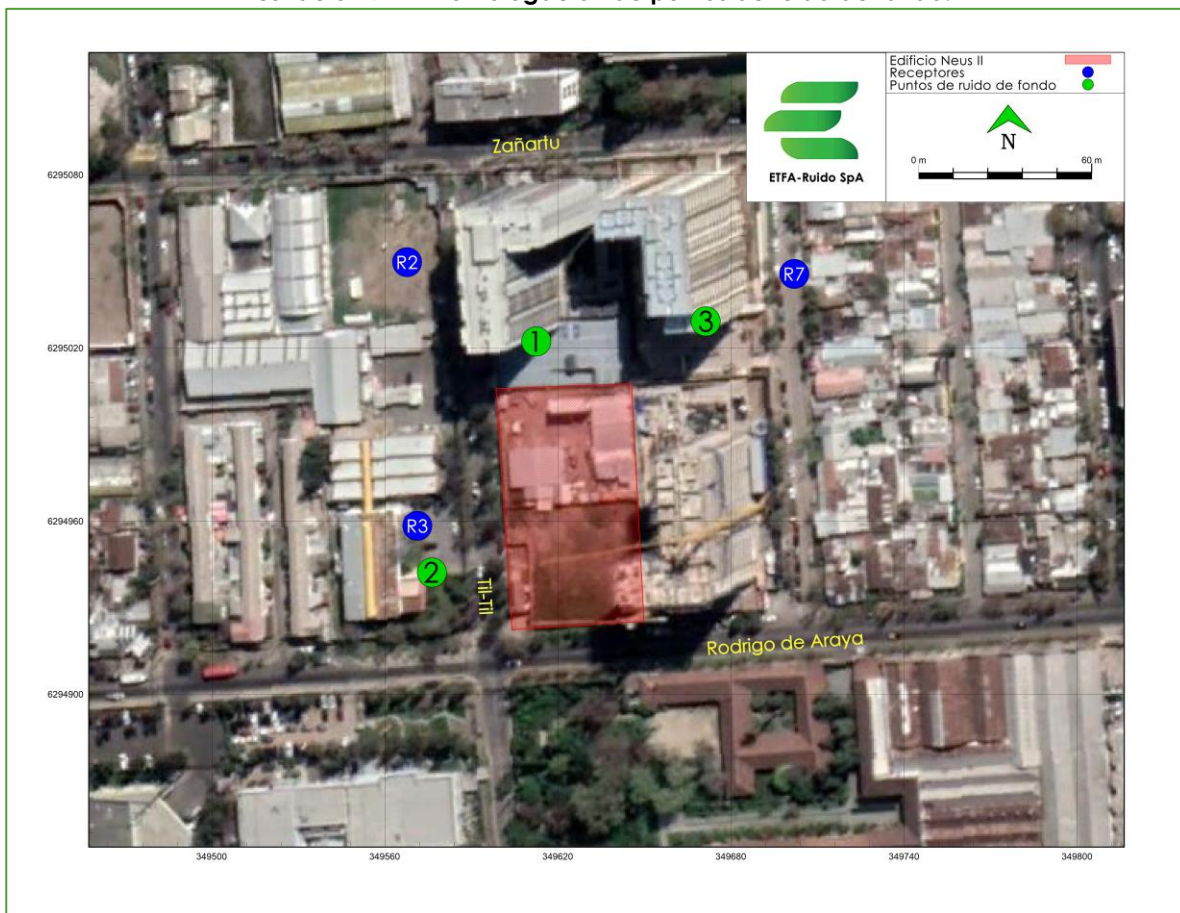 Edificio Neus II
Receptores
Puntos de ruido de fondo
ETFA-Ruido SpA
N
0 m
60 m
Zañartu
6295080
R2
R7
3
1
6295020
6294960
R3
2
Til-Til
Rodrigo de Araya
6294900
349500
349560
349620
349680
349740
349800